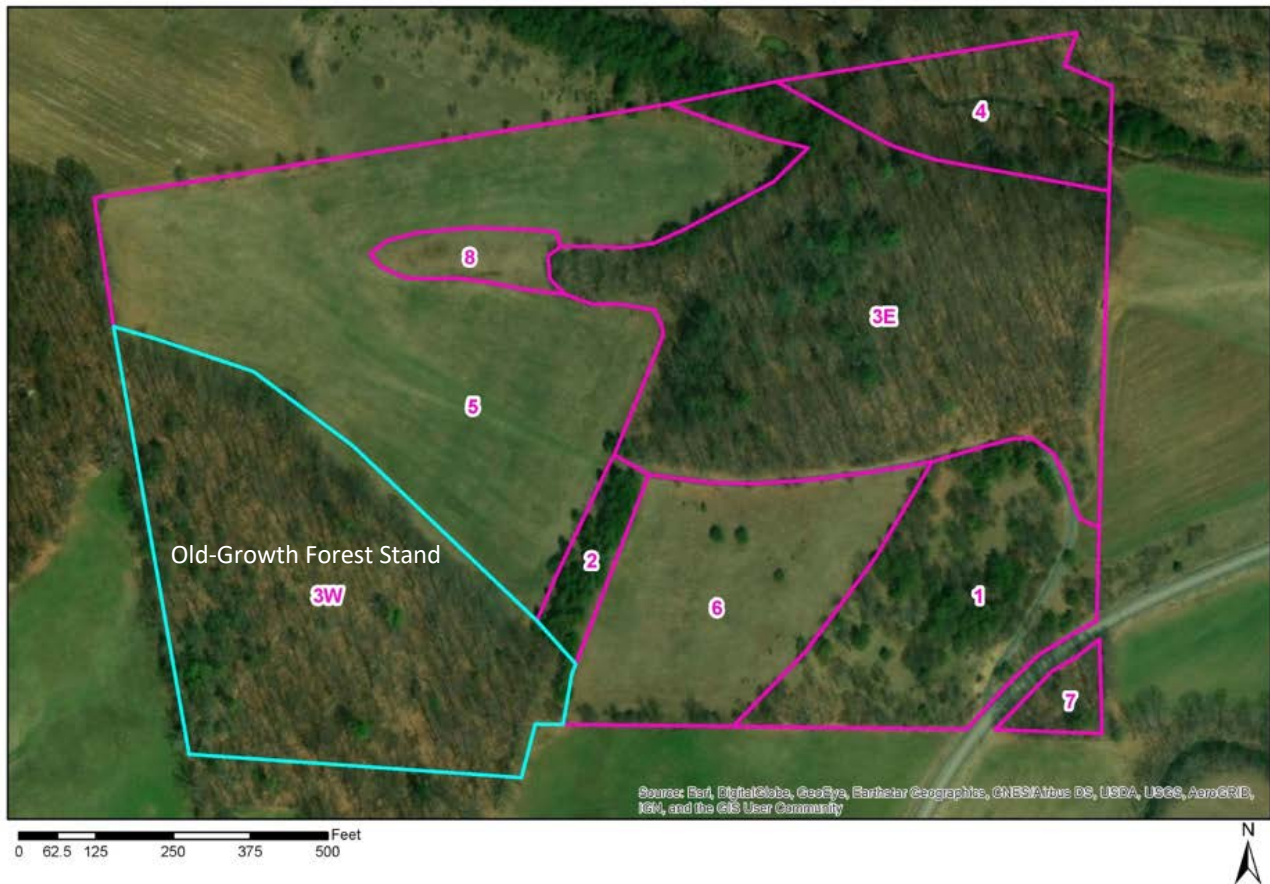 4
8
3E
5
Old-Growth Forest Stand
3W
2
6
1
7
Source: Esri, DigitalGlobe, GeoEye, Earthstar Geographics, CNES/Airbus DS, USDA, USGS, AeroGRID,
IGN, and the GIS User Community
Feet
0 62.5 125 250 375 500
N